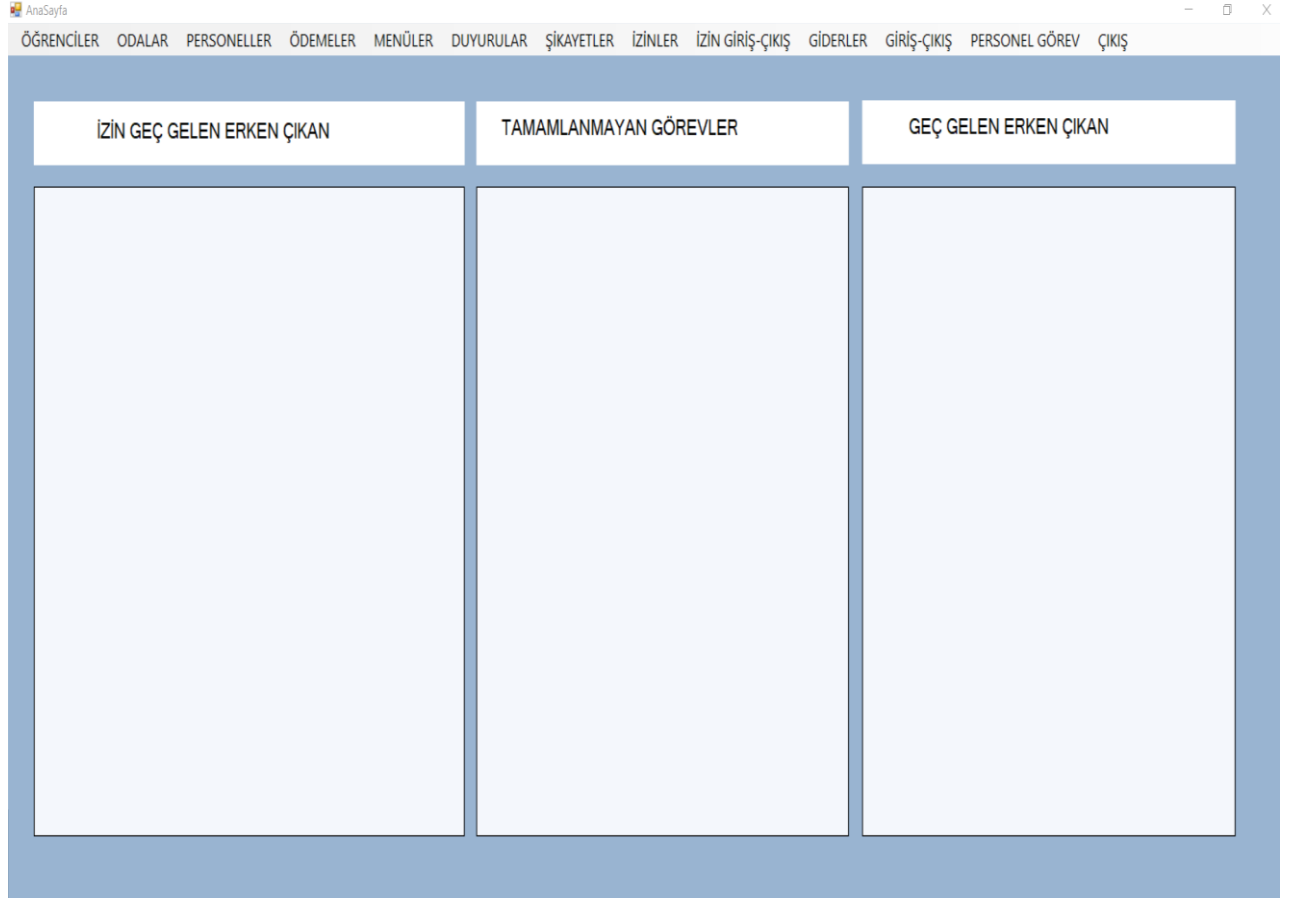 AnaSayfa
ÖĞRENCİLER ODALAR PERSONELLER ÖDEMELER MENÜLER DUYURULAR ŞİKAYETLER İZİNLER İZİN GİRİŞ-ÇIKIŞ GİDERLER GİRİŞ-ÇIKIŞ PERSONEL GÖREV ÇIKIŞ
İZİN GEÇ GELEN ERKEN ÇIKAN
TAMAMLANMAYAN GÖREVLER
GEÇ GELEN ERKEN ÇIKAN